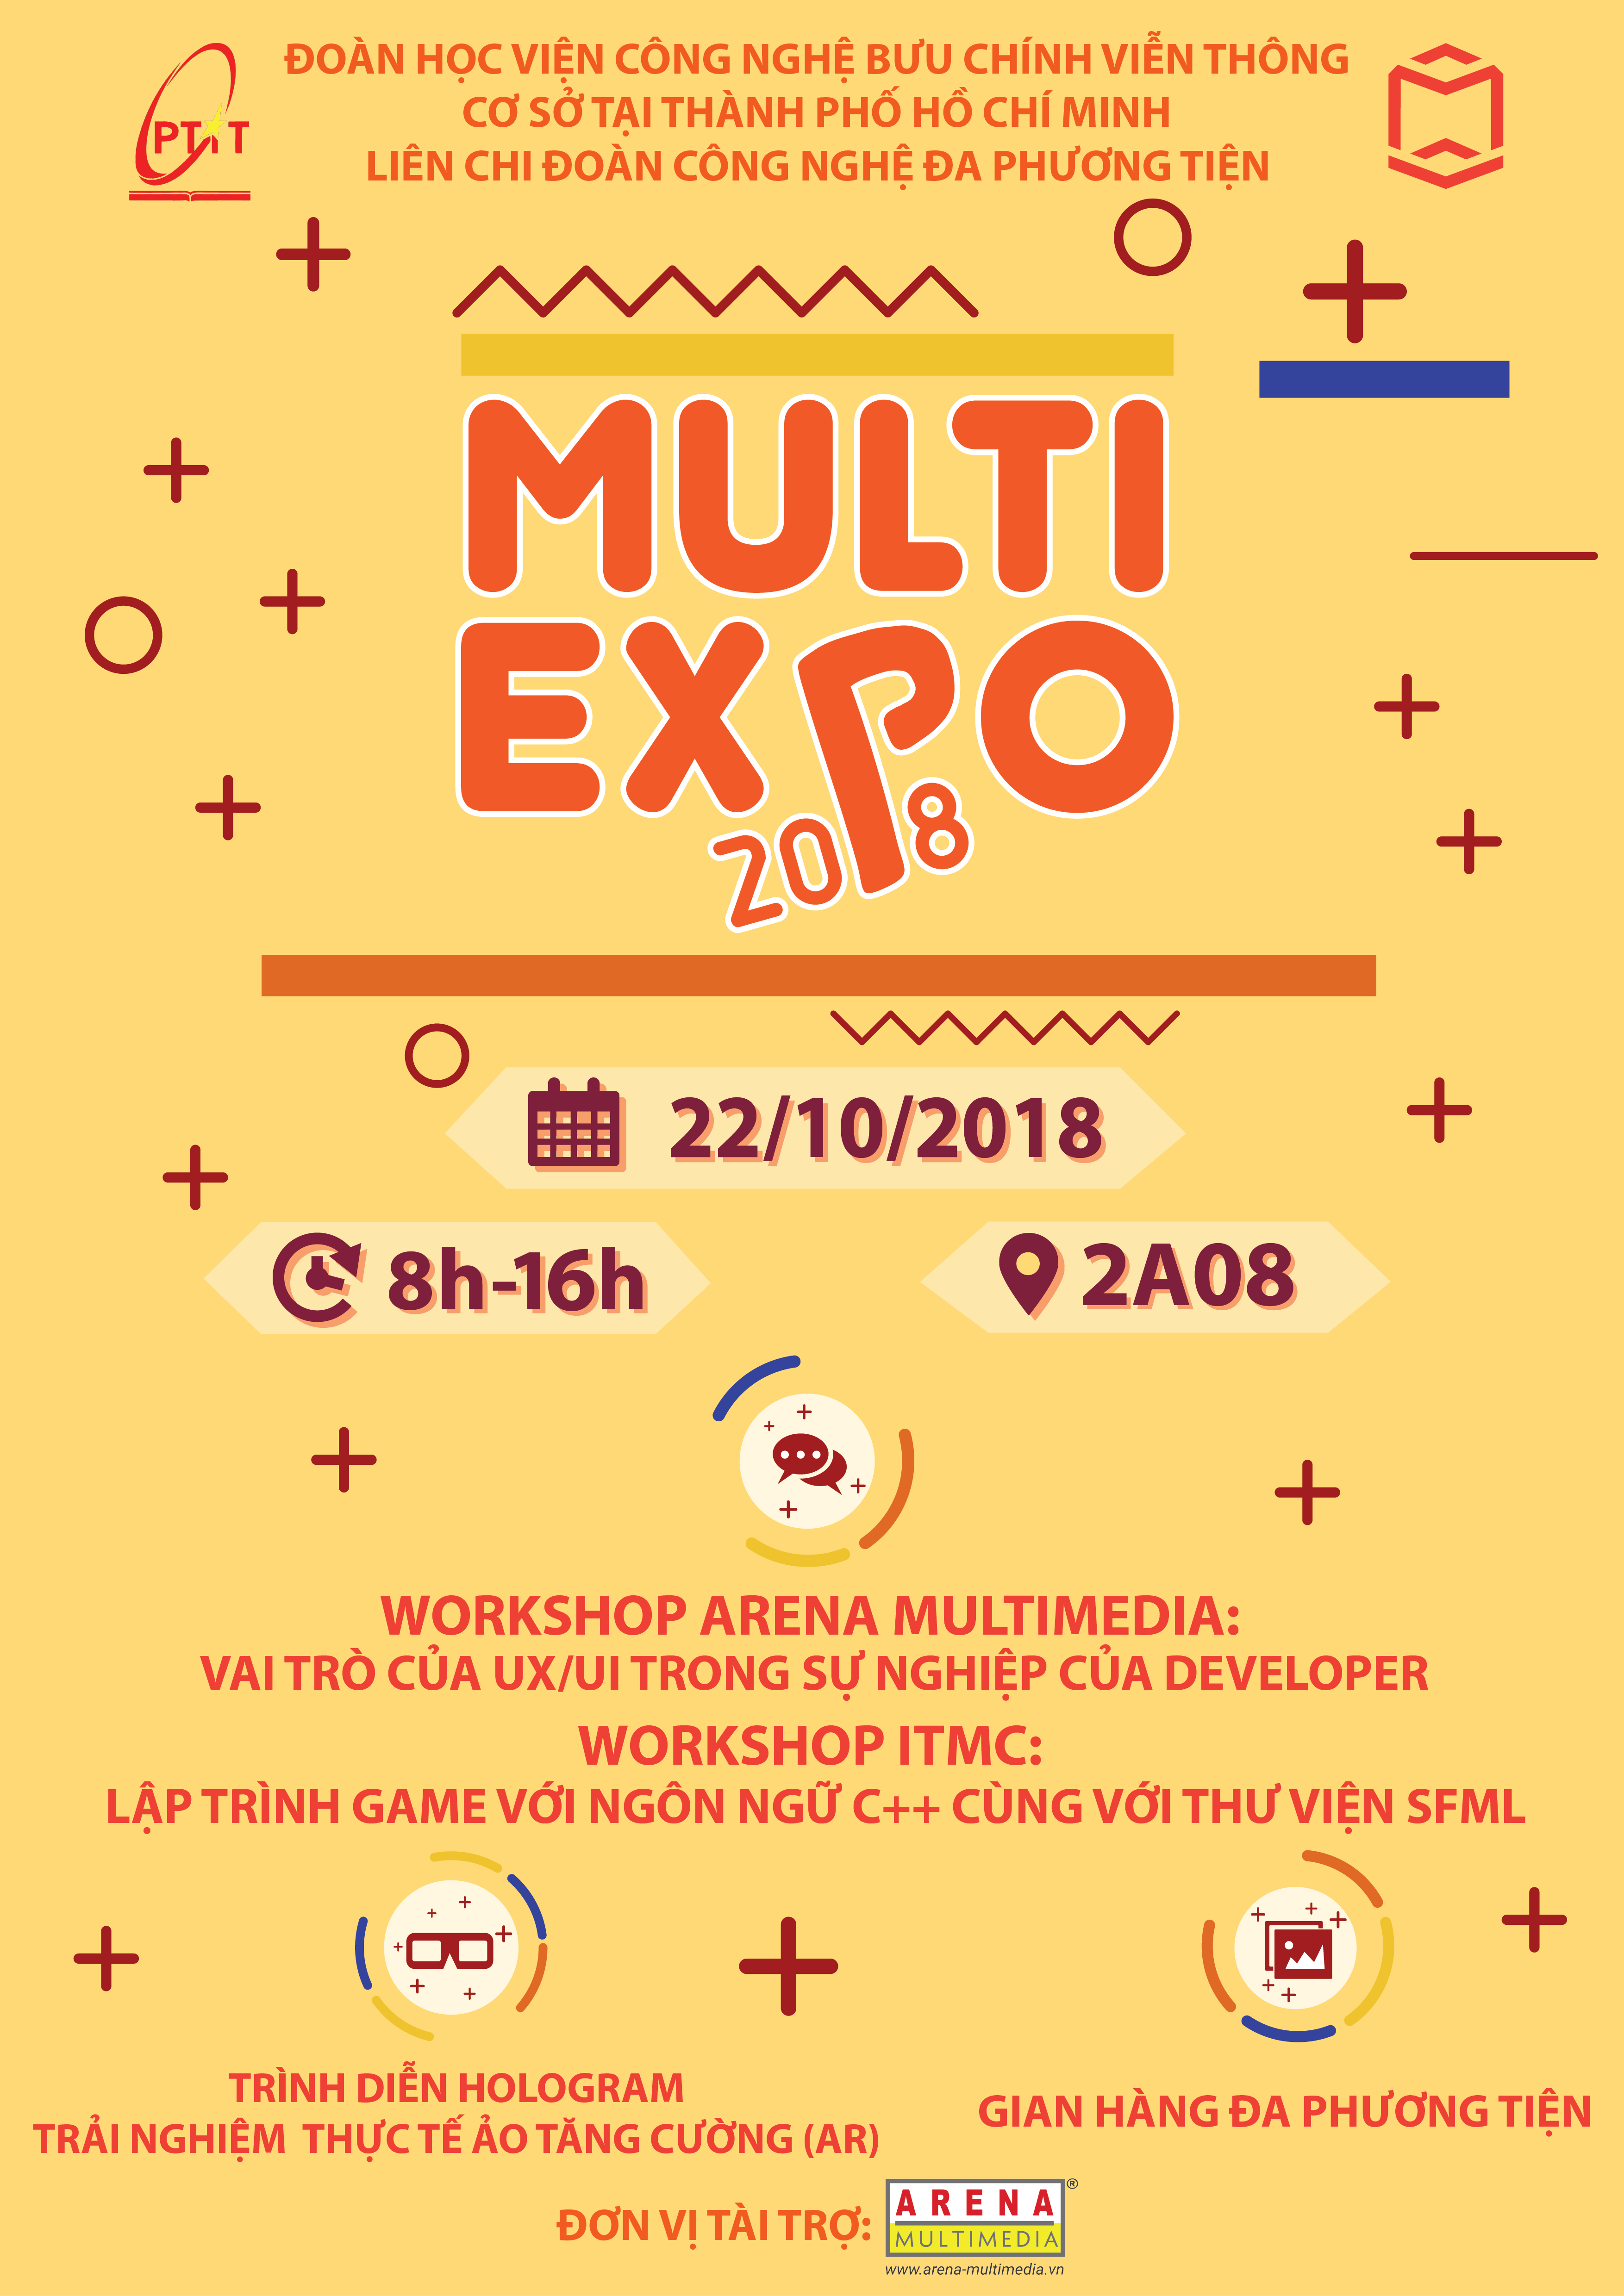 ĐOÀN HỌC VIỆN CÔNG NGHỆ BƯU CHÍNH VIỄN THÔNG
CƠ SỞ TẠI THÀNH PHỐ HỒ CHÍ MINH
LIÊN CHI ĐOÀN CÔNG NGHỆ ĐA PHƯƠNG TIỆN
PTIT
MULTI
EXPO
2018
22/10/2018
8h-16h
2A08
WORKSHOP ARENA MULTIMEDIA:
VAI TRÒ CỦA UX/UI TRONG SỰ NGHIỆP CỦA DEVELOPER
WORKSHOP ITMC:
LẬP TRÌNH GAME VỚI NGÔN NGỮ C++ CÙNG VỚI THƯ VIỆN SFML
TRÌNH DIỄN HOLOGRAM
TRẢI NGHIỆM THỰC TẾ ẢO TĂNG CƯỜNG (AR)
GIAN HÀNG ĐA PHƯƠNG TIỆN
ĐƠN VỊ TÀI TRỢ:
ARENA ®
MULTIMEDIA
www.arena-multimedia.vn